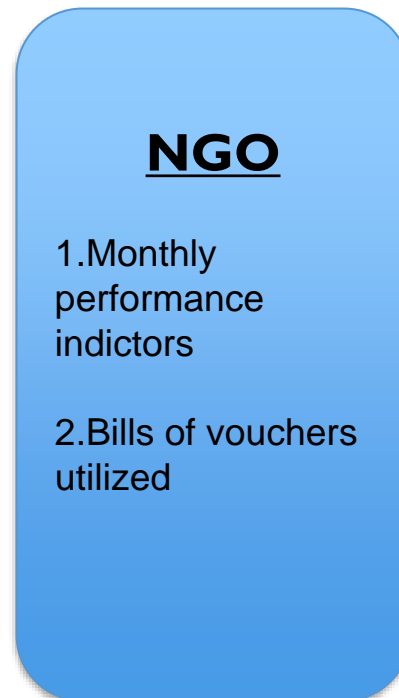 NGO
1.Monthly
performance
indictors
2.Bills of vouchers
utilized